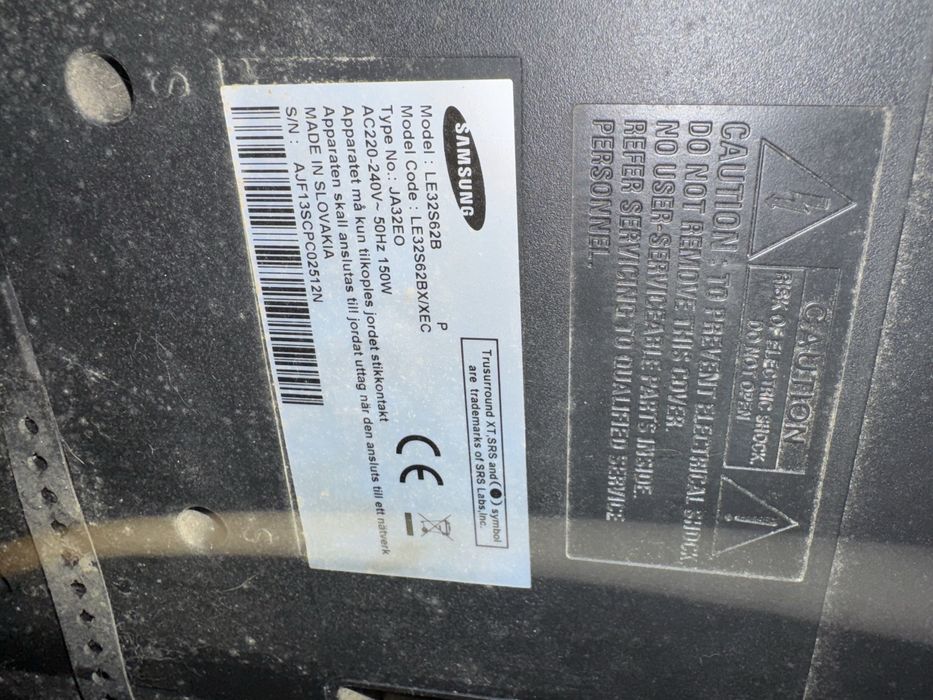 SAMSUNG
Model : LE32S62B
Model Code : LE32S62BX/XEC
P
Type No.: JA32EO
AC220-240V~ 50Hz 150W
Apparatet må kun tilkoples jordet stikkontakt
Apparaten skall anslutas till jordat uttag när den ansluts till ett nätverk
MADE IN SLOVAKIA
S/N : AJF13SCPC02512N
Trusurround XT,SRS and (●) symbol
are trademarks of SRS Labs,Inc.
CE
CAUTION
RISK OF ELECTRIC SHOCK.
DO NOT OPEN.
CAUTION : TO PREVENT ELECTRICAL SHOCK
DO NOT REMOVE THIS COVER.
NO USER-SERVICEABLE PARTS INSIDE.
REFER SERVICING TO QUALIFIED SERVICE
PERSONNEL.
S
S